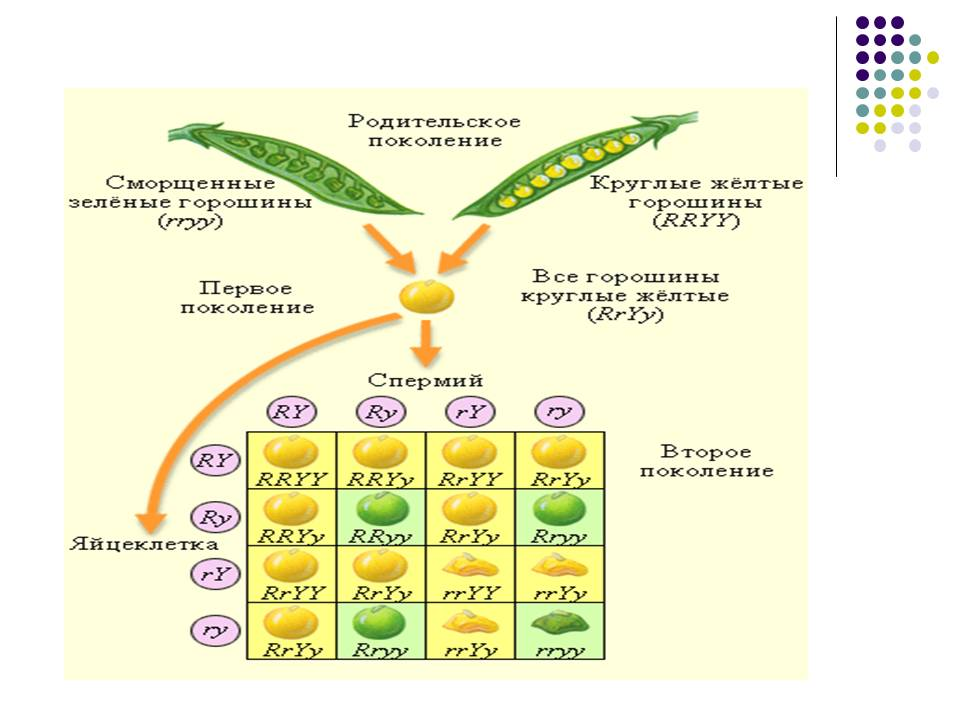 Родительское
поколение
Сморщенные
зелёные горошины
(rryy)
Круглые жёлтые
горошины
(RRYY)
Первое
поколение
Все горошины
круглые жёлтые
(RrYy)
Спермий
RY Ry rY ry
Второе
поколение
RY
RRYY RRYy RrYY RrYy
Ry
RRYy RRyy RrYy Rryy
Яйцеклетка
rY
RrYY RrYy rrYY rrYy
ry
RrYy Rryy rrYy rryy